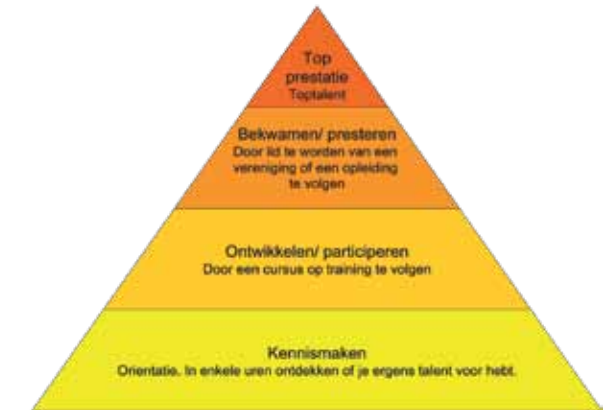 Top
prestatie
Toptalent
Bekwamen/ presteren
Door lid te worden van een
vereniging of een opleiding
te volgen
Ontwikkelen/ participeren
Door een cursus op training te volgen
Kennismaken
Orientatie. In enkele uren ontdekken of je ergens talent voor hebt.